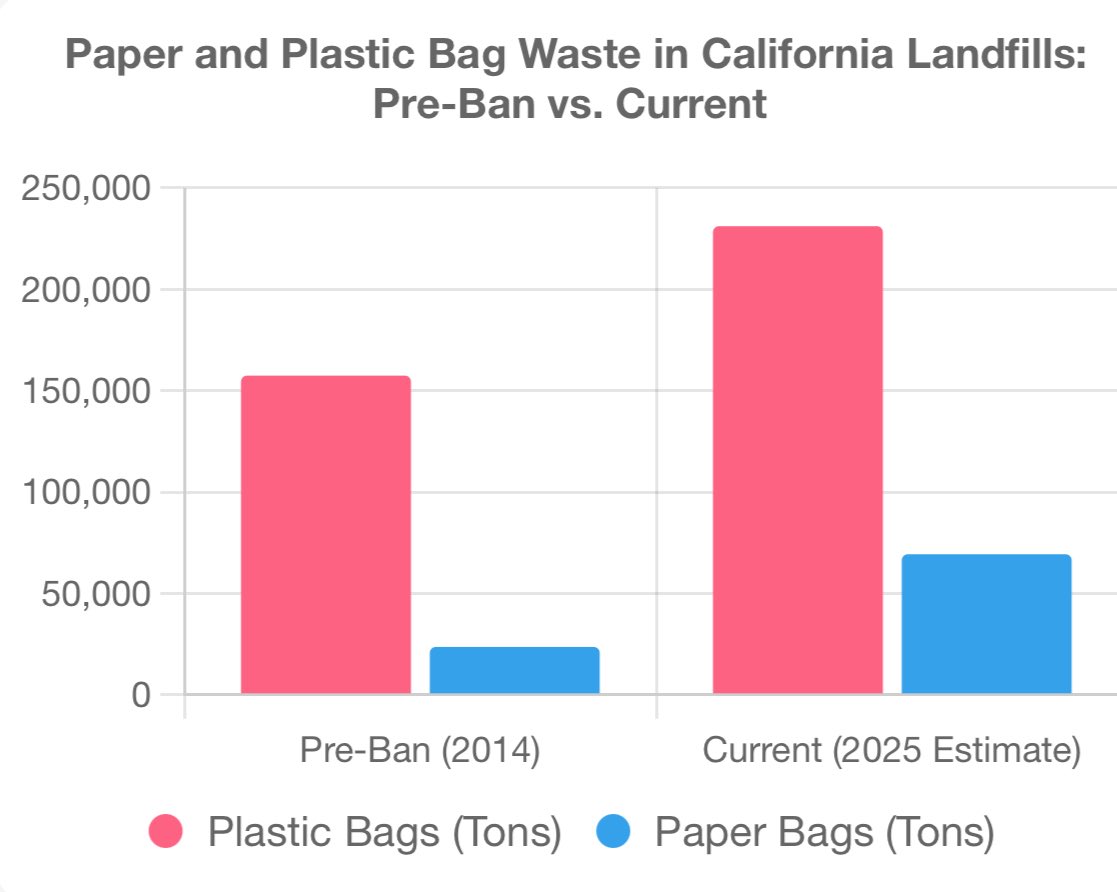 Paper and Plastic Bag Waste in California Landfills:
Pre-Ban vs. Current
250,000
200,000
150,000
100,000
50,000
0
Pre-Ban (2014)
Current (2025 Estimate)
Plastic Bags (Tons)
Paper Bags (Tons)